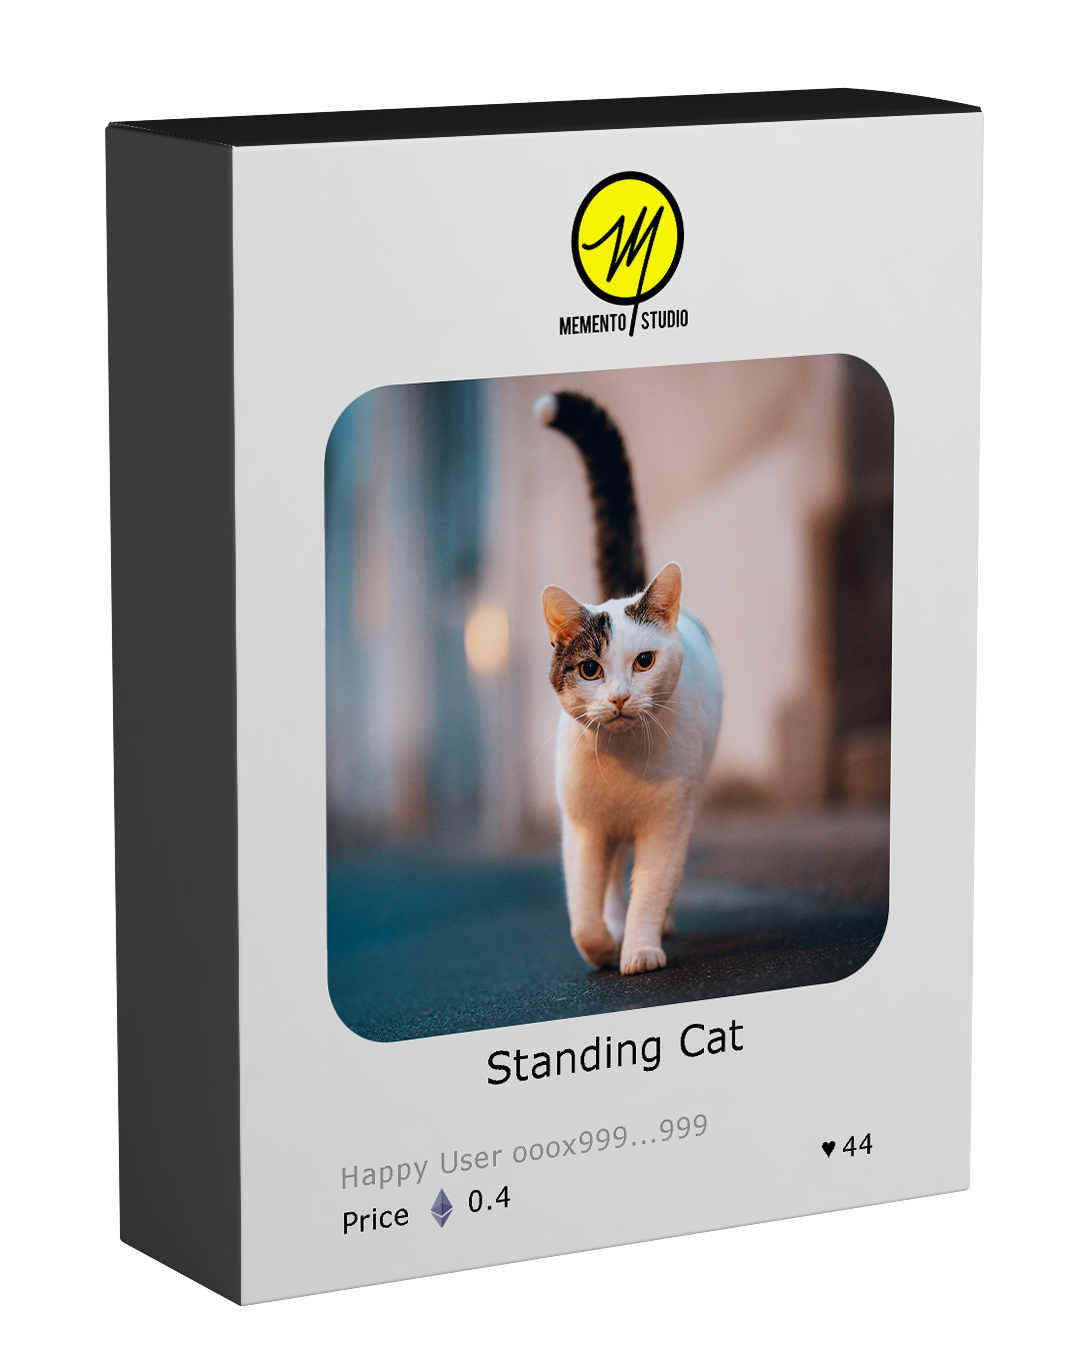 MEMENTO STUDIO
Standing Cat
Happy User ooox999...999
♥ 44
Price 0.4